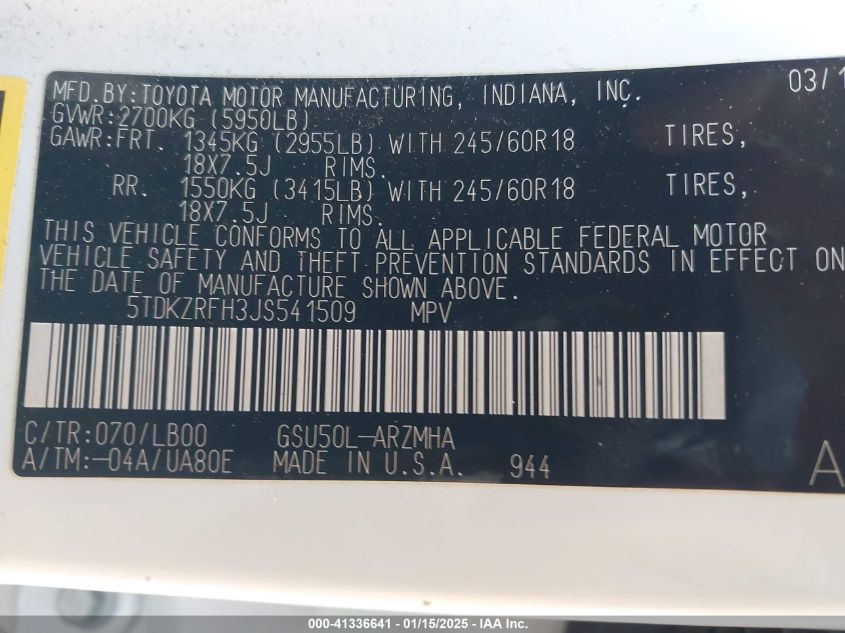 MFD.BY:TOYOTA MOTOR MANUFACTURING, INDIANA, INC. 03/1
GVWR:2700KG (5950LB)
GAWR:FRT. 1345KG (2955LB) WITH 245/60R18 TIRES,
18X7.5J RIMS.
RR. 1550KG (3415LB) WITH 245/60R18 TIRES,
18X7.5J RIMS.
THIS VEHICLE CONFORMS TO ALL APPLICABLE FEDERAL MOTOR
VEHICLE SAFETY AND THEFT PREVENTION STANDARDS IN EFFECT ON
THE DATE OF MANUFACTURE SHOWN ABOVE.
5TDKZRFH3JS541509 MPV
C/TR:070/LB00 GSU50L-ARZMHA
A/TM:-04A/UA80E MADE IN U.S.A. 944 A
000-41336641 - 01/15/2025 - IAA Inc.